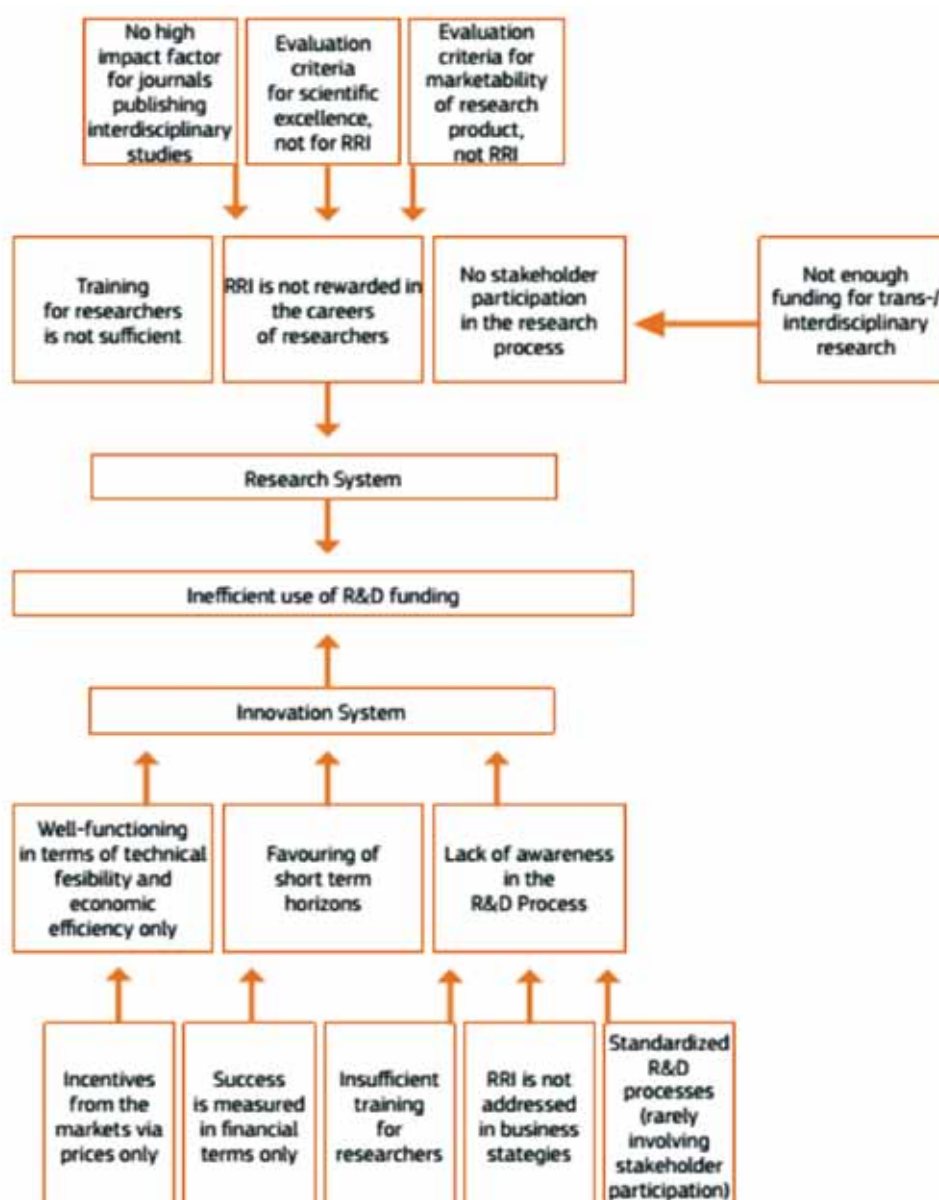 No high
impact factor
for journals
publishing
interdisciplinary
studies
Evaluation
criteria
for scientific
excellence,
not for RRI
Evaluation
criteria for
marketability
of research
product,
not RRI
Training
for researchers
is not sufficient
RRI is not rewarded in
the careers
of researchers
No stakeholder
participation
in the research
process
Not enough
funding for trans-/
interdisciplinary
research
Research System
Inefficient use of R&D funding
Innovation System
Well-functioning
in terms of technical
fesibility and
economic
efficiency only
Favouring of
short term
horizons
Lack of awareness
in the
R&D Process
Incentives
from the
markets via
prices only
Success
is measured
in financial
terms only
Insufficient
training
for
researchers
RRI is not
addressed
in business
stategies
Standardized
R&D
processes
(rarely
involving
stakeholder
participation)